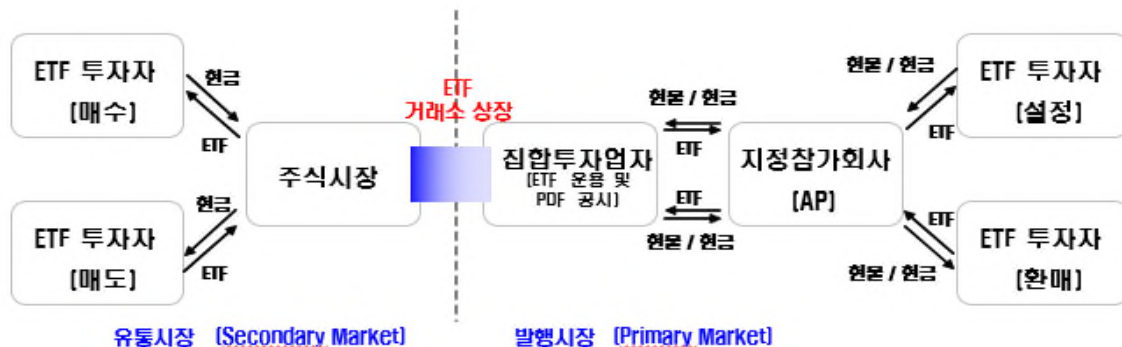 ETF 투자자
[매수]
현금
ETF
ETF 투자자
[매도]
현금
ETF
주식시장
ETF
거래소 상장
집합투자업자
[ETF 운용 및
PDF 공시]
현물 / 현금
ETF
ETF
현물 / 현금
지정참가회사
[AP]
현물 / 현금
ETF
ETF 투자자
[설정]
ETF
현물 / 현금
ETF 투자자
[환매]
유통시장 [Secondary Market]
발행시장 [Primary Market]